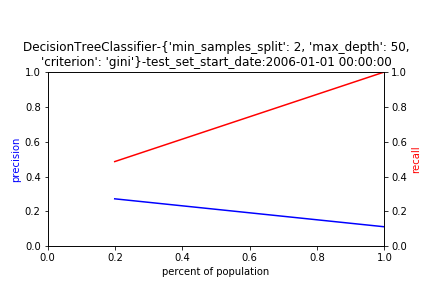 DecisionTreeClassifier-{'min_samples_split': 2, 'max_depth': 50,
'criterion': 'gini'}-test_set_start_date:2006-01-01 00:00:00
1.0
0.8
0.6
0.4
0.2
0.0
precision
1.0
0.8
0.6
0.4
0.2
0.0
recall
0.0 0.2 0.4 0.6 0.8 1.0
percent of population